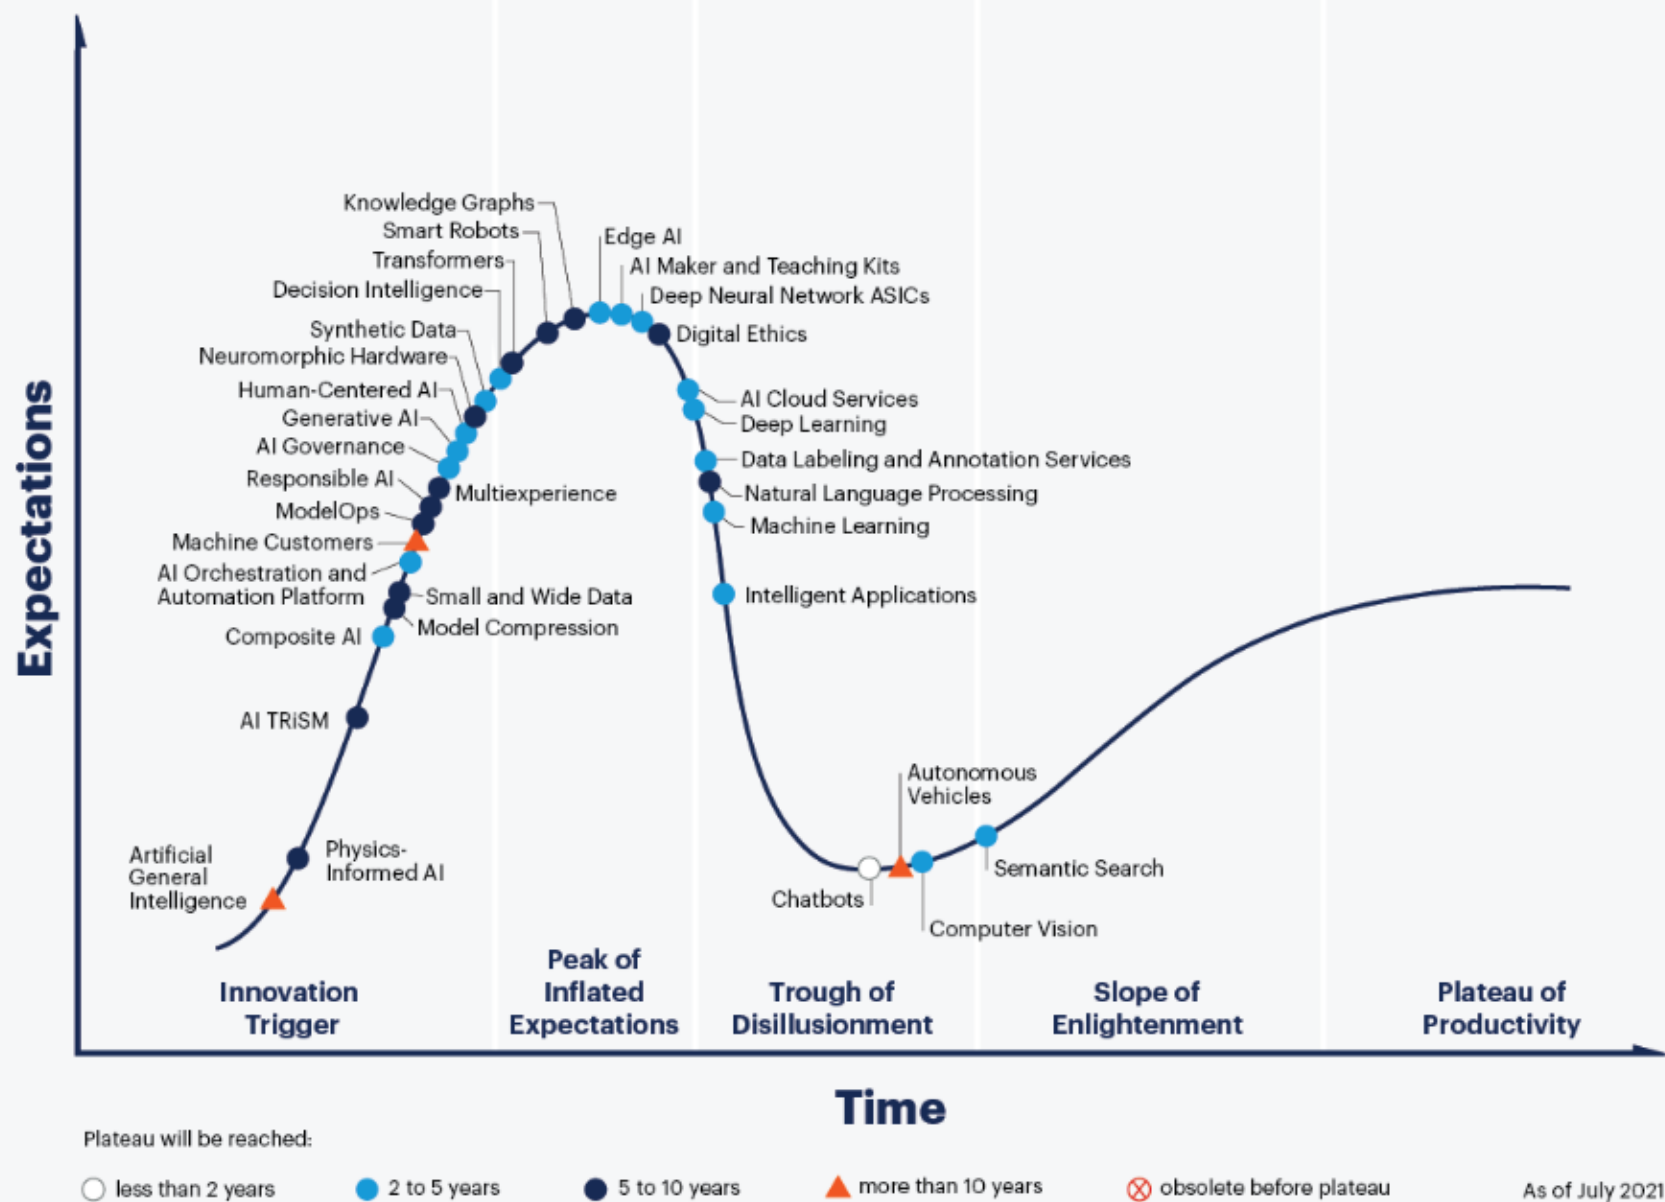 Expectations
Knowledge Graphs
Smart Robots
Transformers
Decision Intelligence
Synthetic Data
Neuromorphic Hardware
Human-Centered AI
Generative AI
AI Governance
Responsible AI
Multiexperience
ModelOps
Machine Customers
AI Orchestration and
Automation Platform
Small and Wide Data
Model Compression
Composite AI
AI TRiSM
Artificial
General
Intelligence
Physics-
Informed AI
Edge AI
AI Maker and Teaching Kits
Deep Neural Network ASICs
Digital Ethics
AI Cloud Services
Deep Learning
Data Labeling and Annotation Services
Natural Language Processing
Machine Learning
Intelligent Applications
Autonomous
Vehicles
Chatbots
Semantic Search
Computer Vision
Innovation
Trigger
Peak of
Inflated
Expectations
Trough of
Disillusionment
Slope of
Enlightenment
Plateau of
Productivity
Time
Plateau will be reached:
less than 2 years
2 to 5 years
5 to 10 years
more than 10 years
obsolete before plateau
As of July 2021